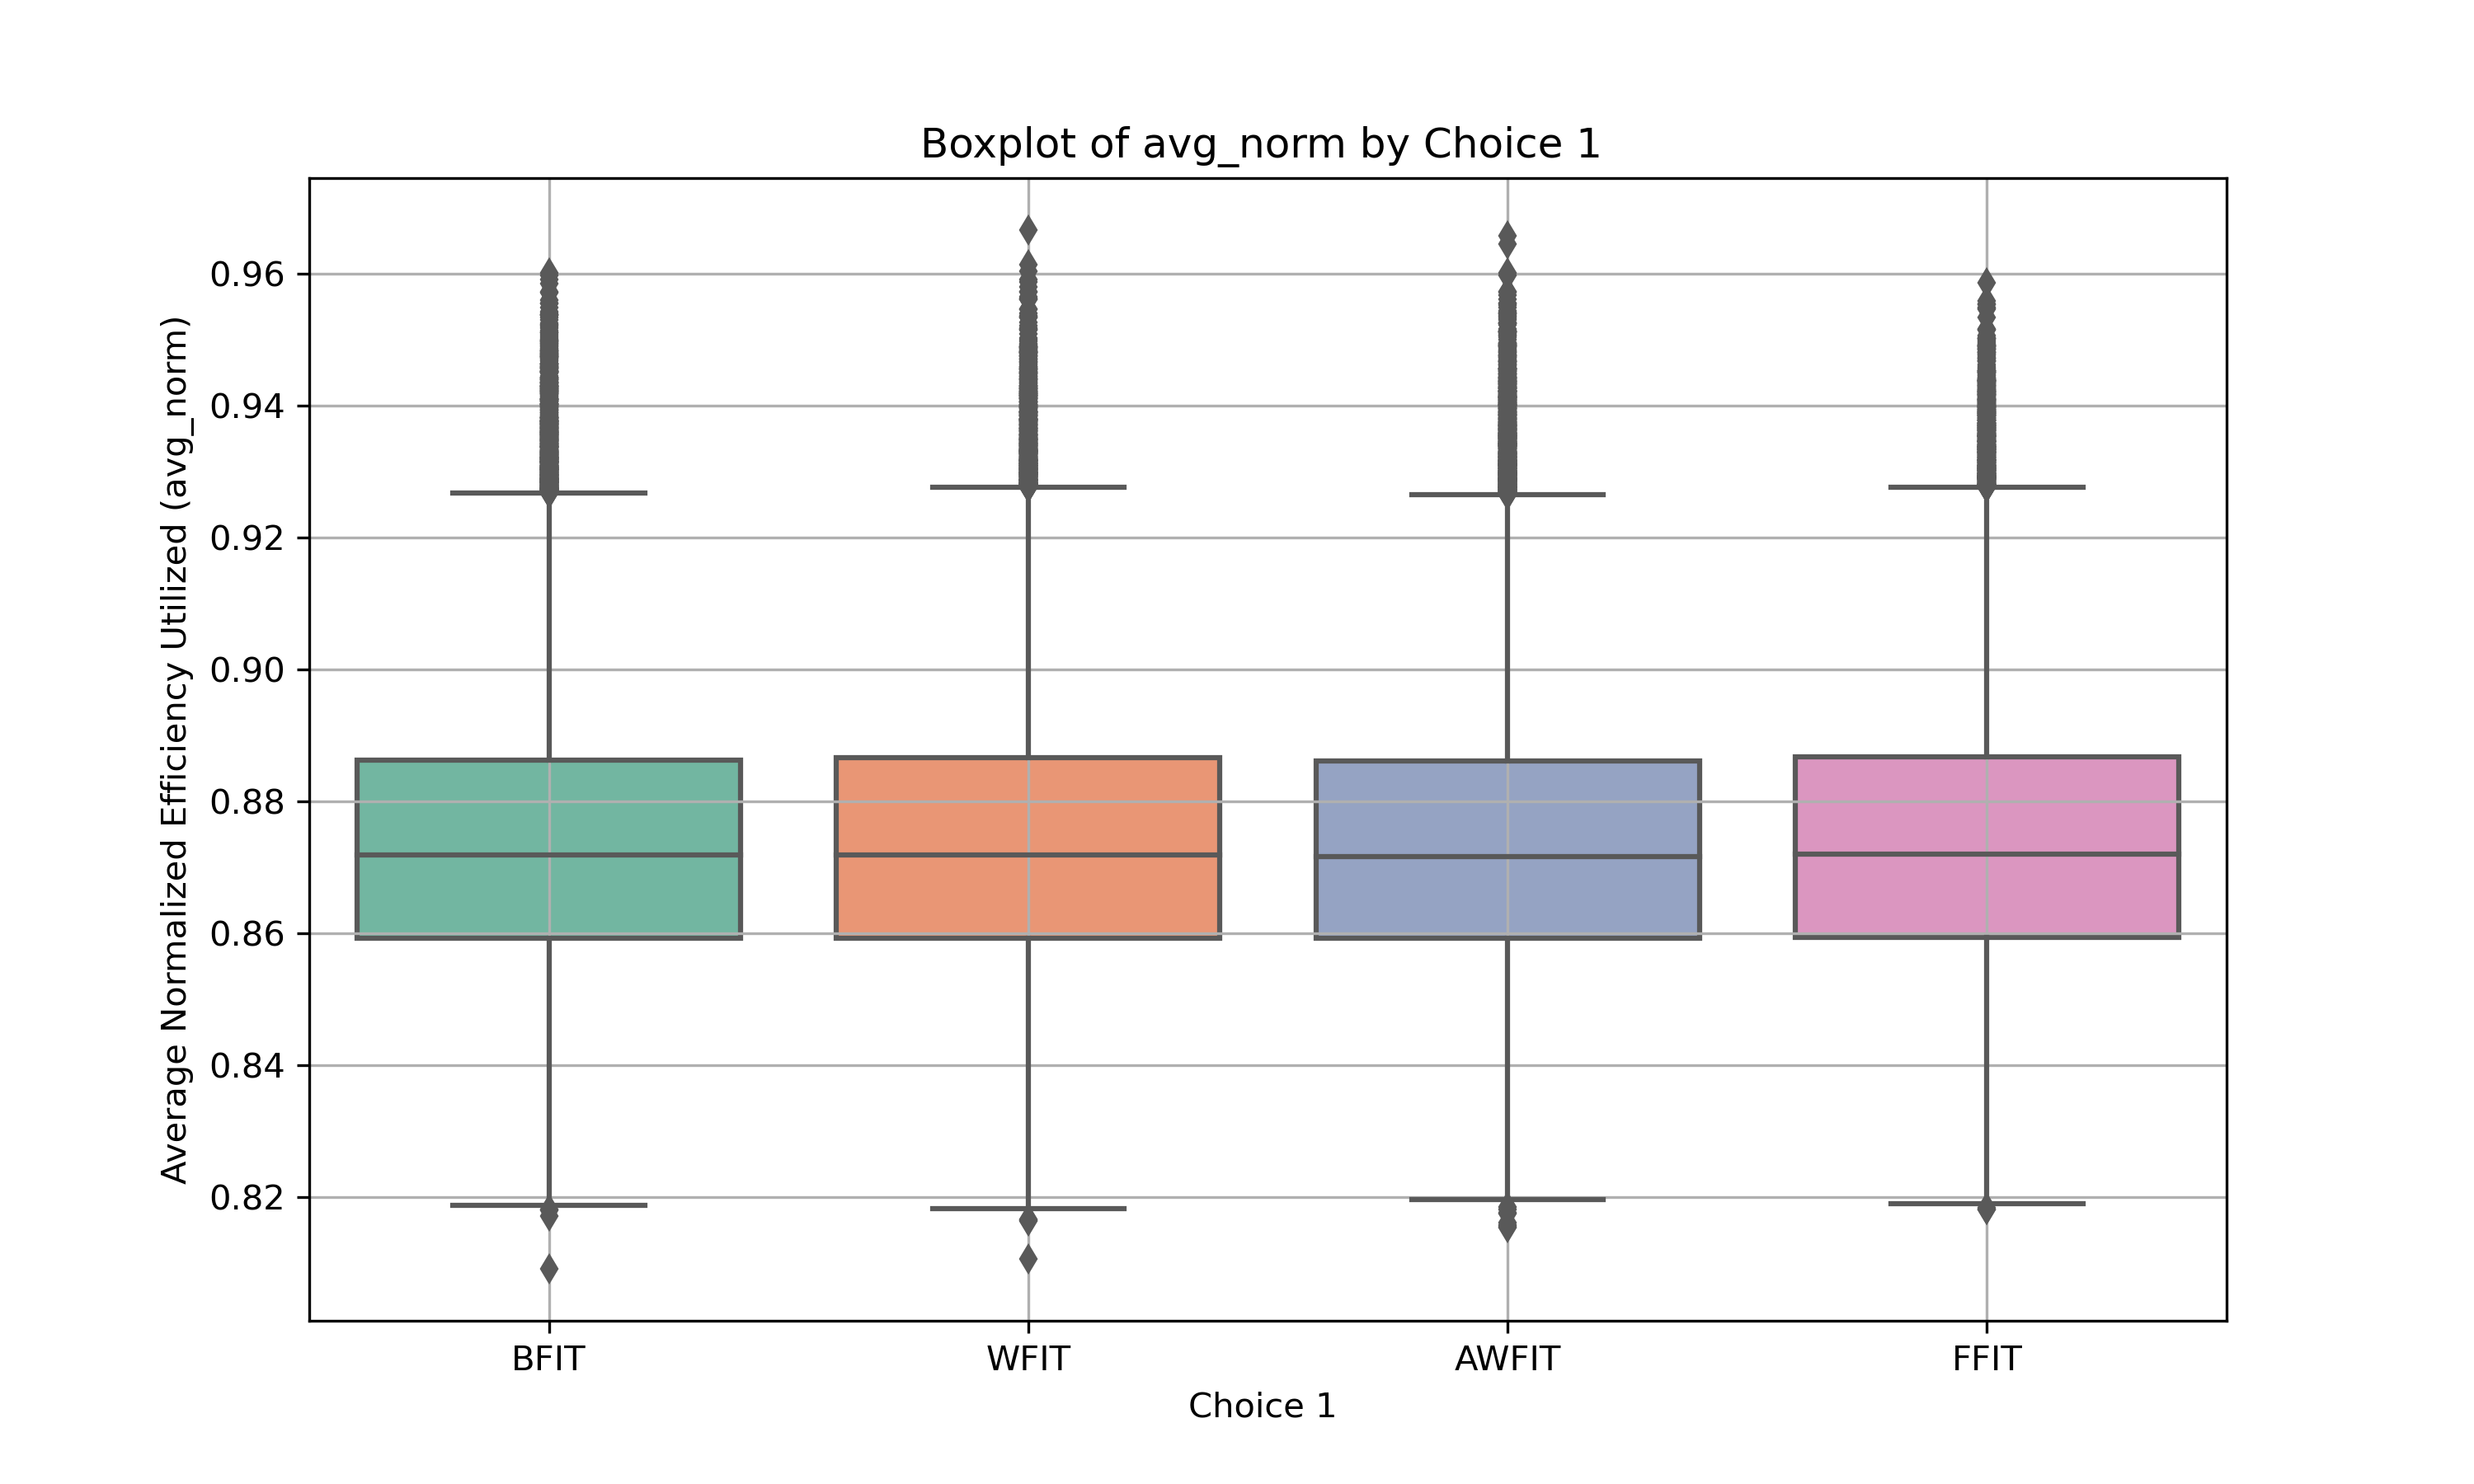 Boxplot of avg_norm by Choice 1
Average Normalized Efficiency Utilized (avg_norm)
0.96
0.94
0.92
0.90
0.88
0.86
0.84
0.82
BFIT WFIT AWFIT FFIT
Choice 1